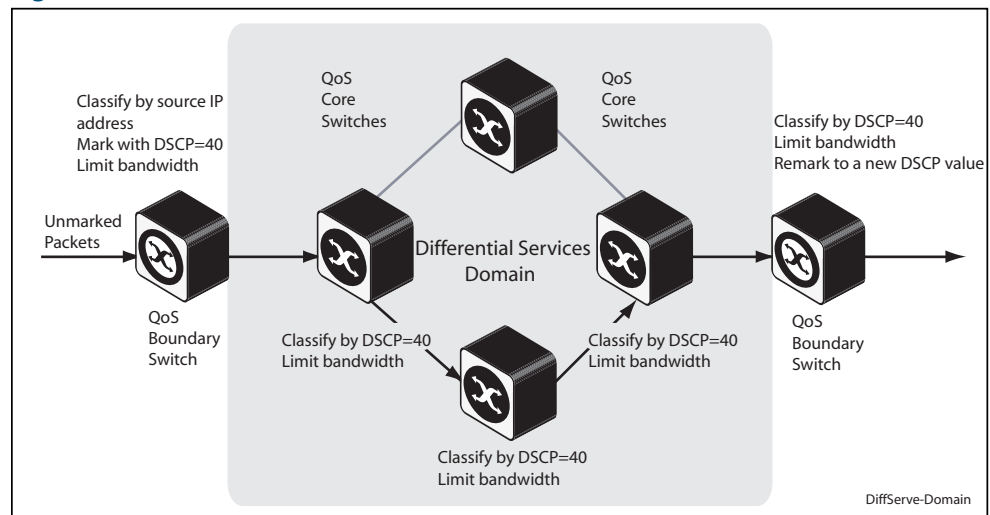 Classify by source IP
address
Mark with DSCP=40
Limit bandwidth
QoS
Core
Switches
QoS
Core
Switches
Classify by DSCP=40
Limit bandwidth
Remark to a new DSCP value
Unmarked
Packets
Differential Services
Domain
QoS
Boundary
Switch
Classify by DSCP=40
Limit bandwidth
Classify by DSCP=40
Limit bandwidth
QoS
Boundary
Switch
Classify by DSCP=40
Limit bandwidth
DiffServe-Domain